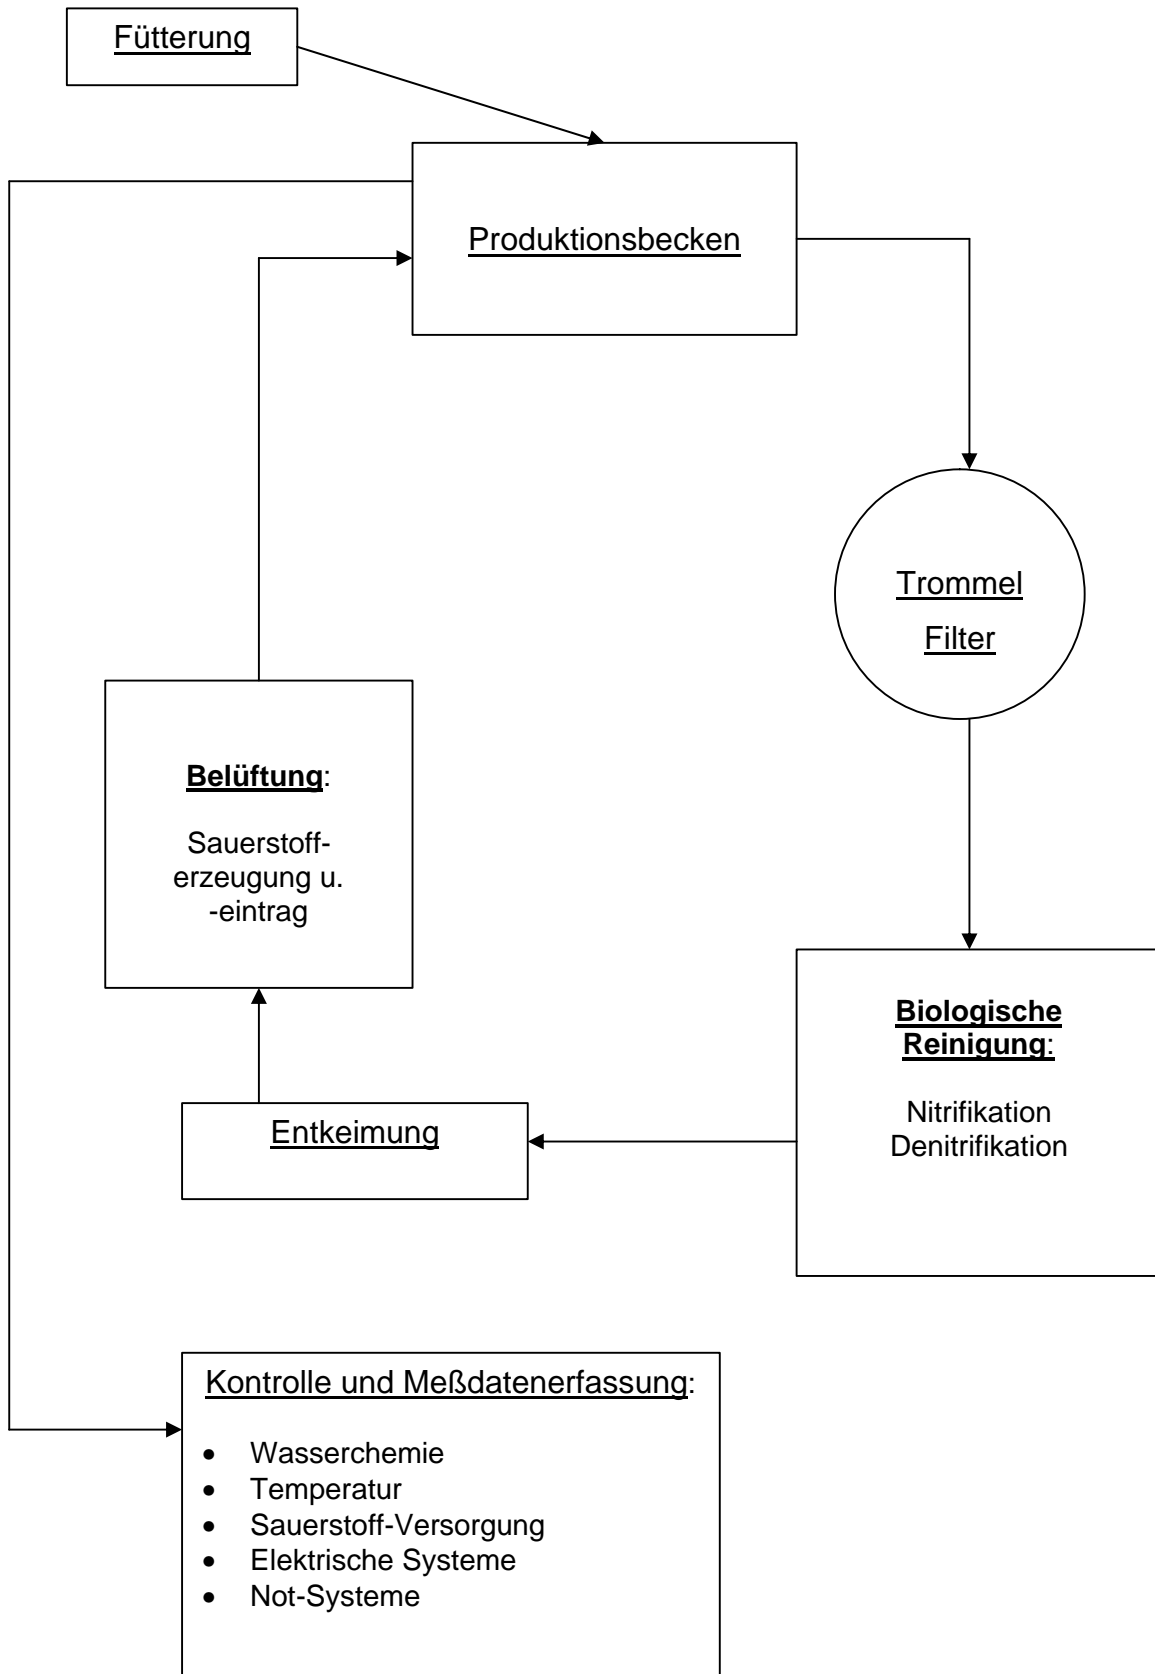 Fütterung
Produktionsbecken
Trommel
Filter
Belüftung:
Sauerstoff-
erzeugung u.
-eintrag
Biologische
Reinigung:
Nitrifikation
Denitrifikation
Entkeimung
Kontrolle und Meßdatenerfassung:
• Wasserchemie
• Temperatur
• Sauerstoff-Versorgung
• Elektrische Systeme
• Not-Systeme